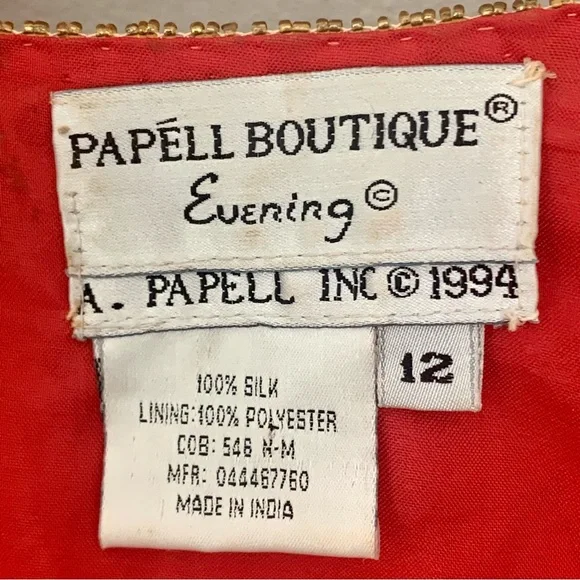 PAPÉLL BOUTIQUE®
Evening©
A. PAPELL INC © 1994
12
100% SILK
LINING:100% POLYESTER
COB: 546 N-M
MFR: 044467760
MADE IN INDIA